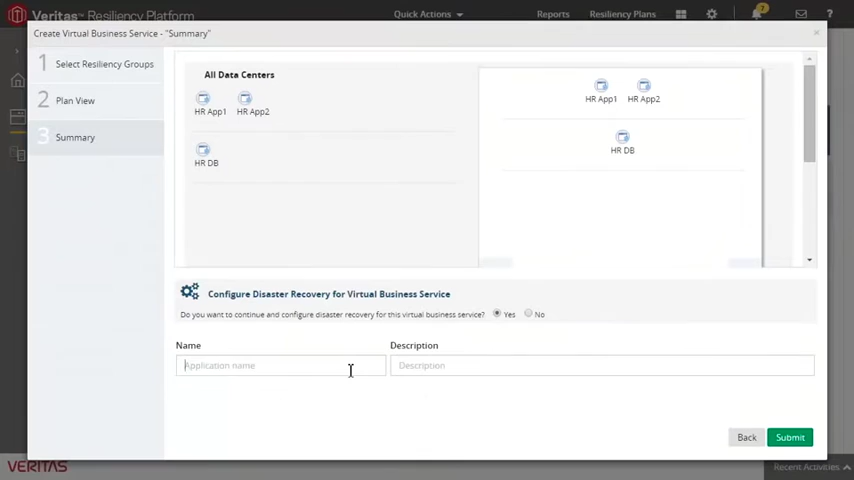 Veritas™ Resiliency Platform
Quick Actions
Reports
Resiliency Plans
7
?
Create Virtual Business Service - "Summary"
×
1 Select Resiliency Groups
2 Plan View
3 Summary
All Data Centers
HR App1
HR App2
HR DB
HR App1
HR App2
HR DB
Configure Disaster Recovery for Virtual Business Service
Do you want to continue and configure disaster recovery for this virtual business service?
Yes
No
Name
Description
Application name
Description
Back
Submit
VERITAS
Recent Activities